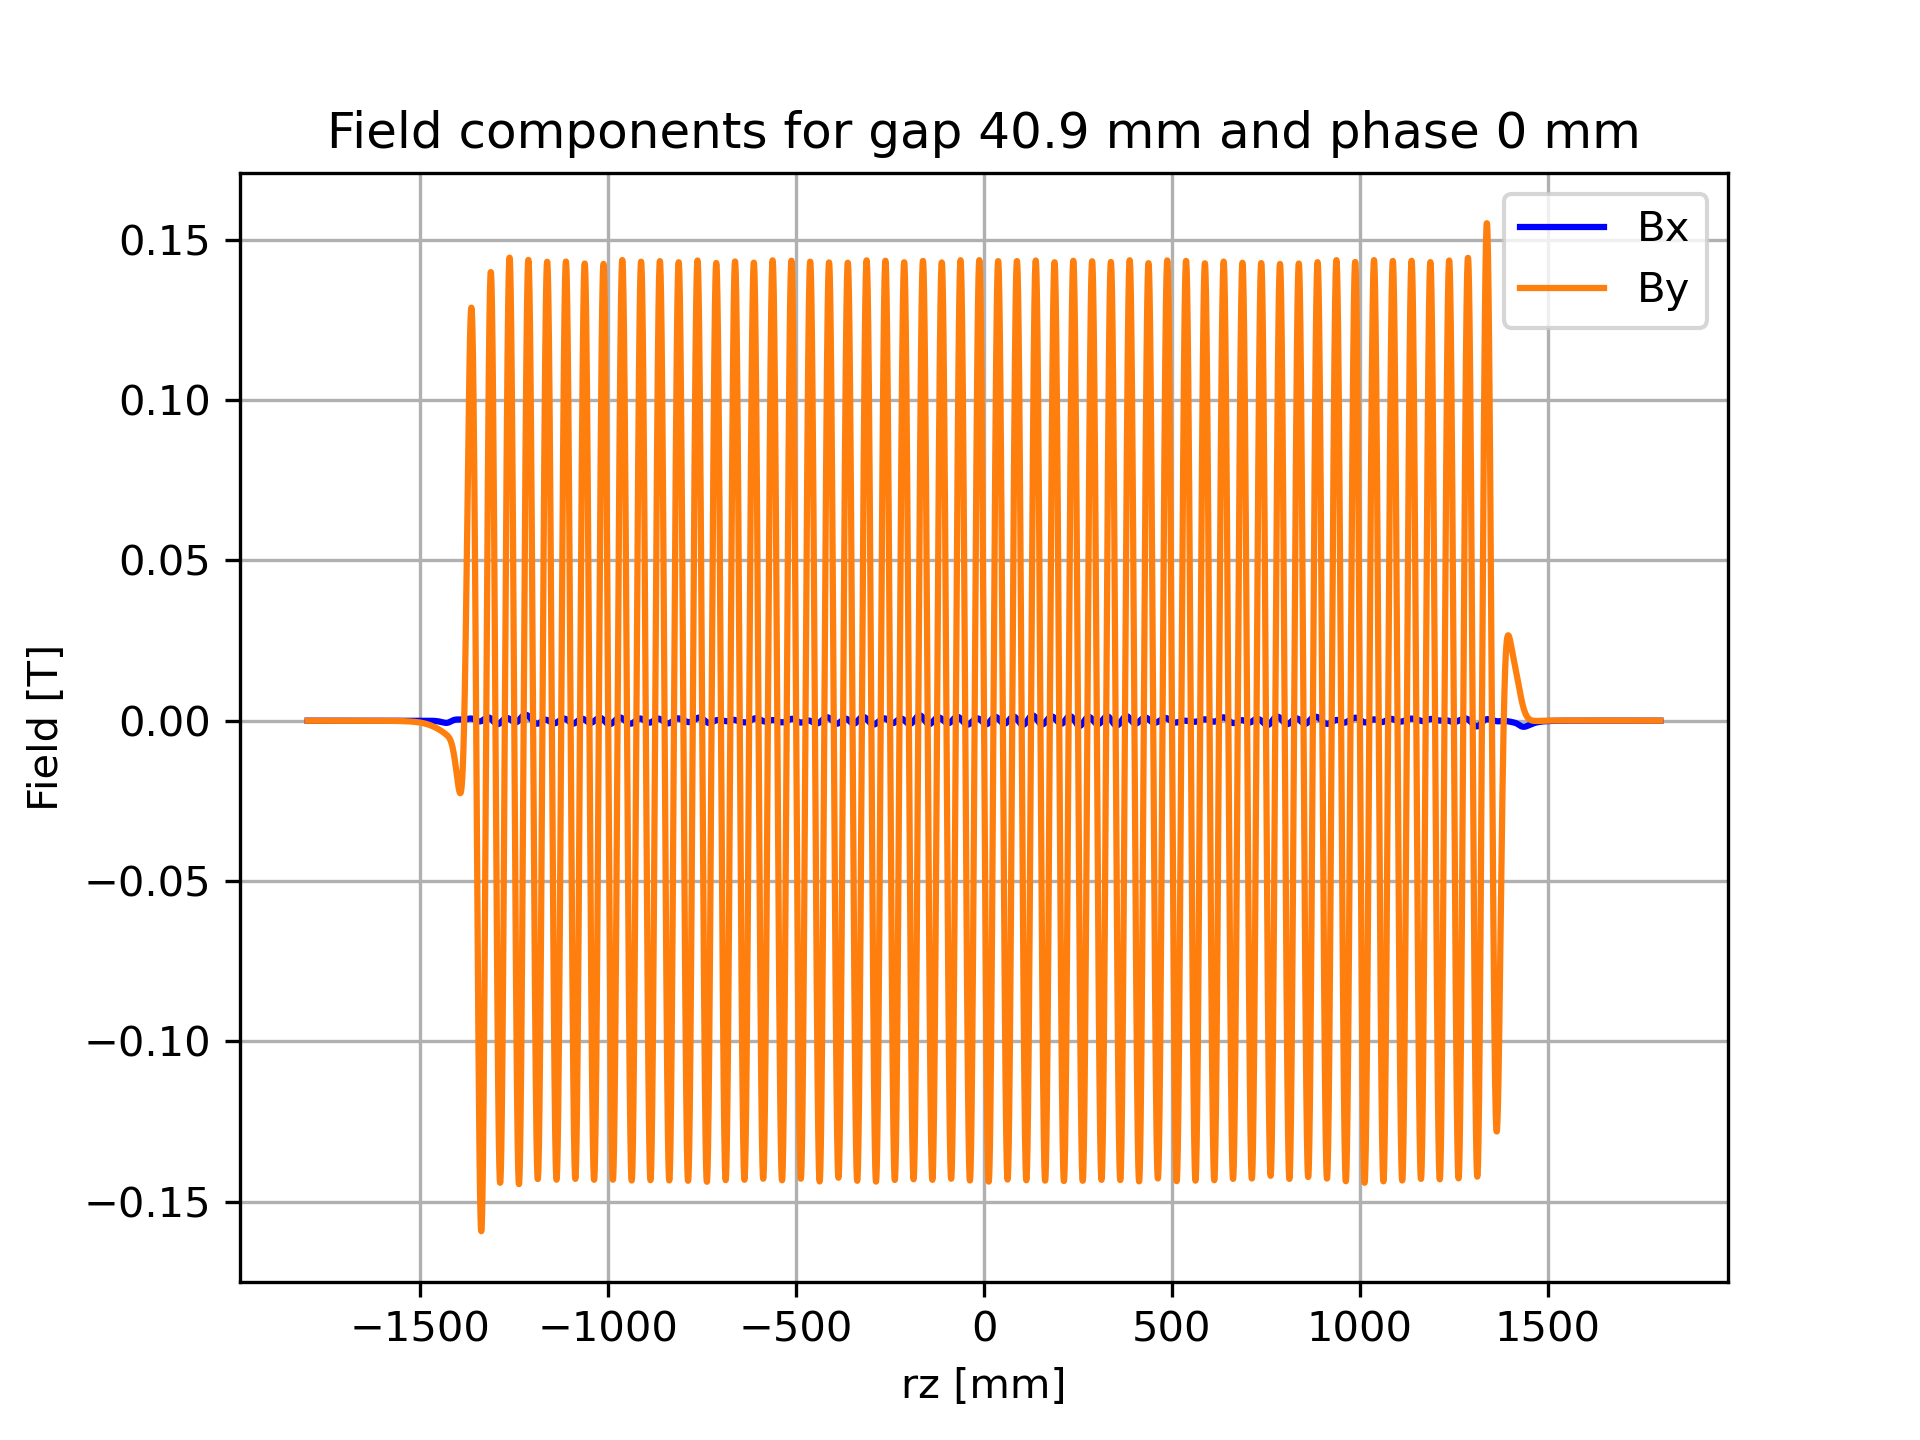 Field components for gap 40.9 mm and phase 0 mm
Bx
By
0.15
0.10
0.05
0.00
−0.05
−0.10
−0.15
Field [T]
−1500
−1000
−500
0
500
1000
1500
rz [mm]